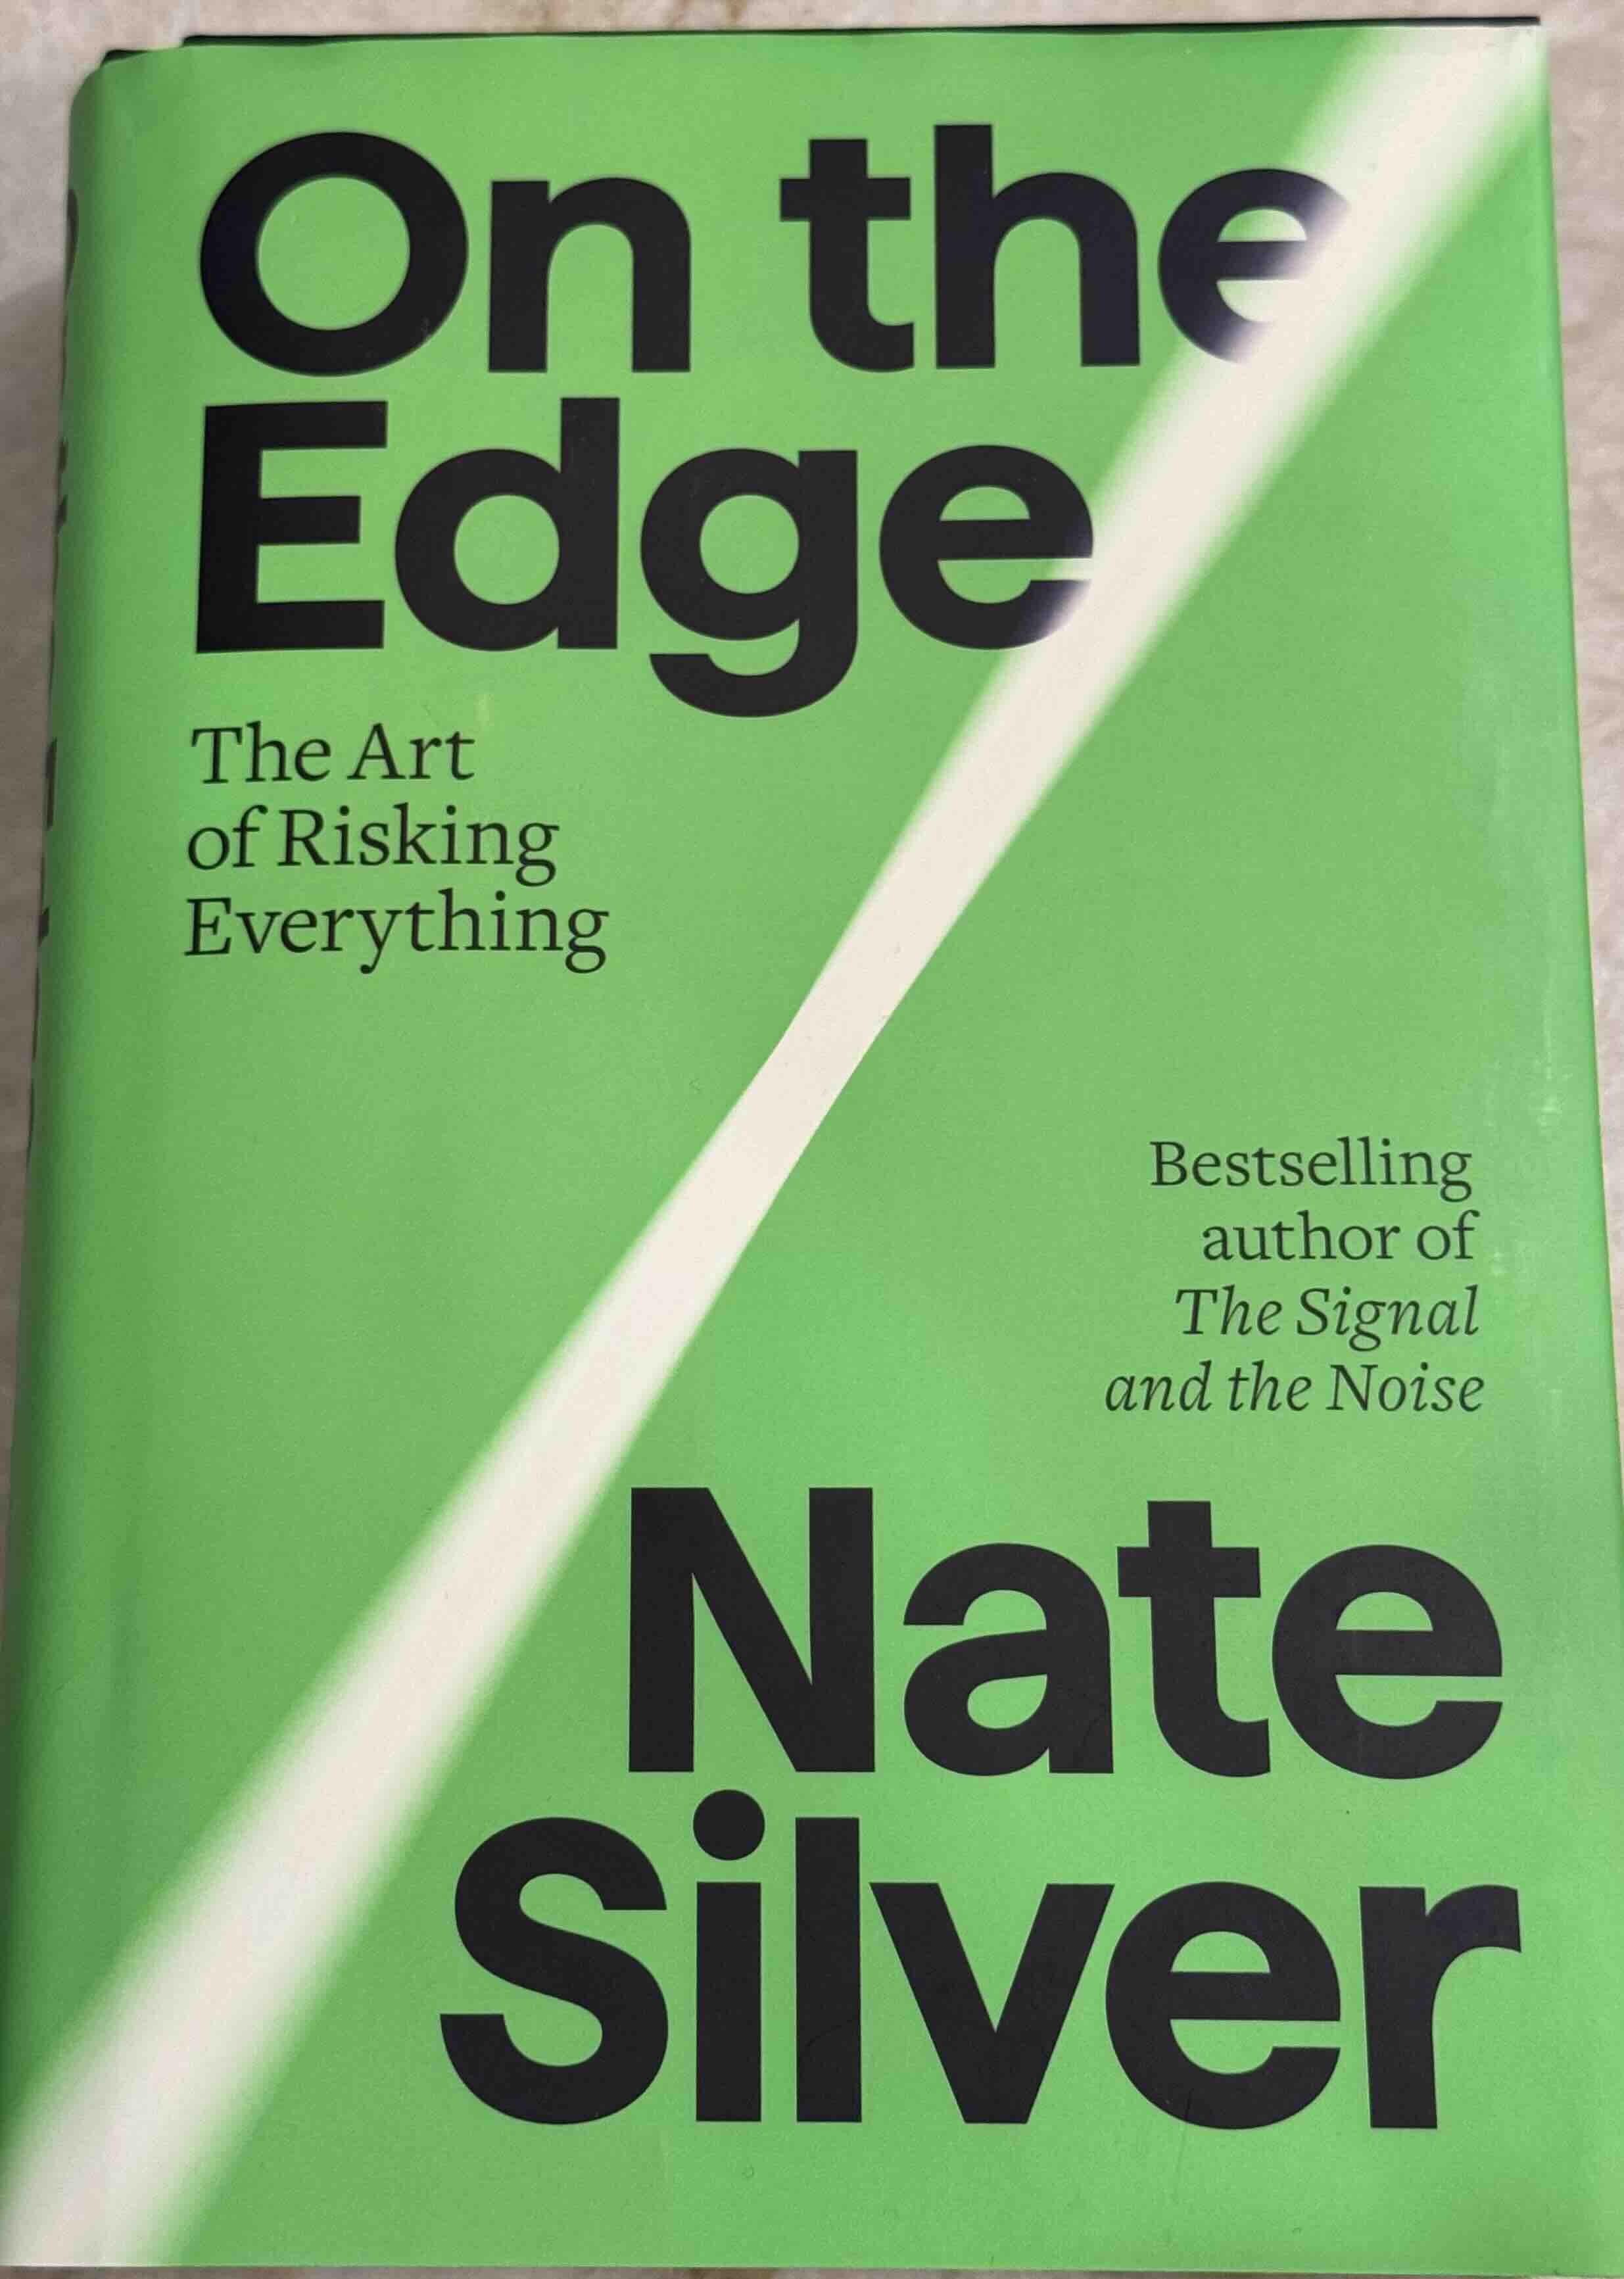 On the
Edge
The Art
of Risking
Everything
Bestselling
author of
The Signal
and the Noise
Nate
Silver